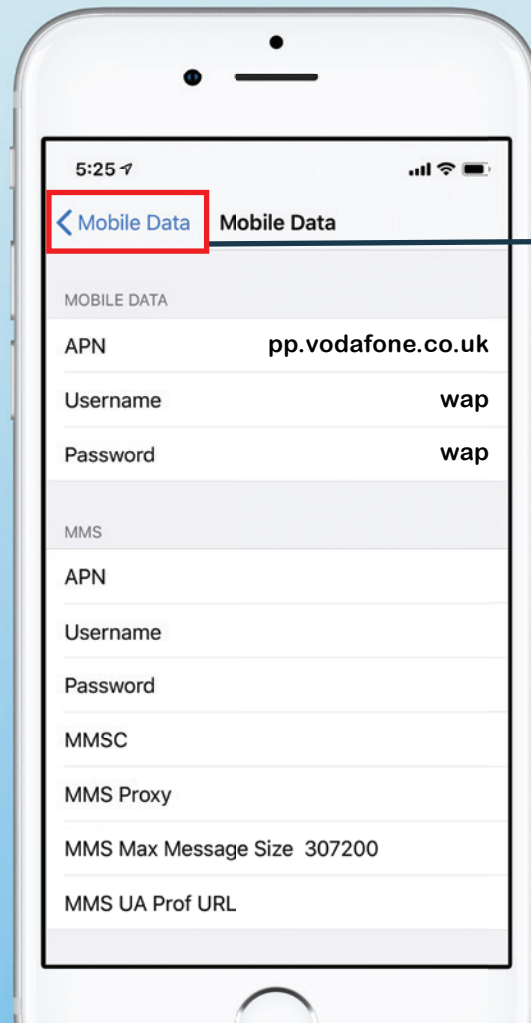 5:25
Mobile Data Mobile Data
MOBILE DATA
APN pp.vodafone.co.uk
Username wap
Password wap
MMS
APN
Username
Password
MMSC
MMS Proxy
MMS Max Message Size 307200
MMS UA Prof URL